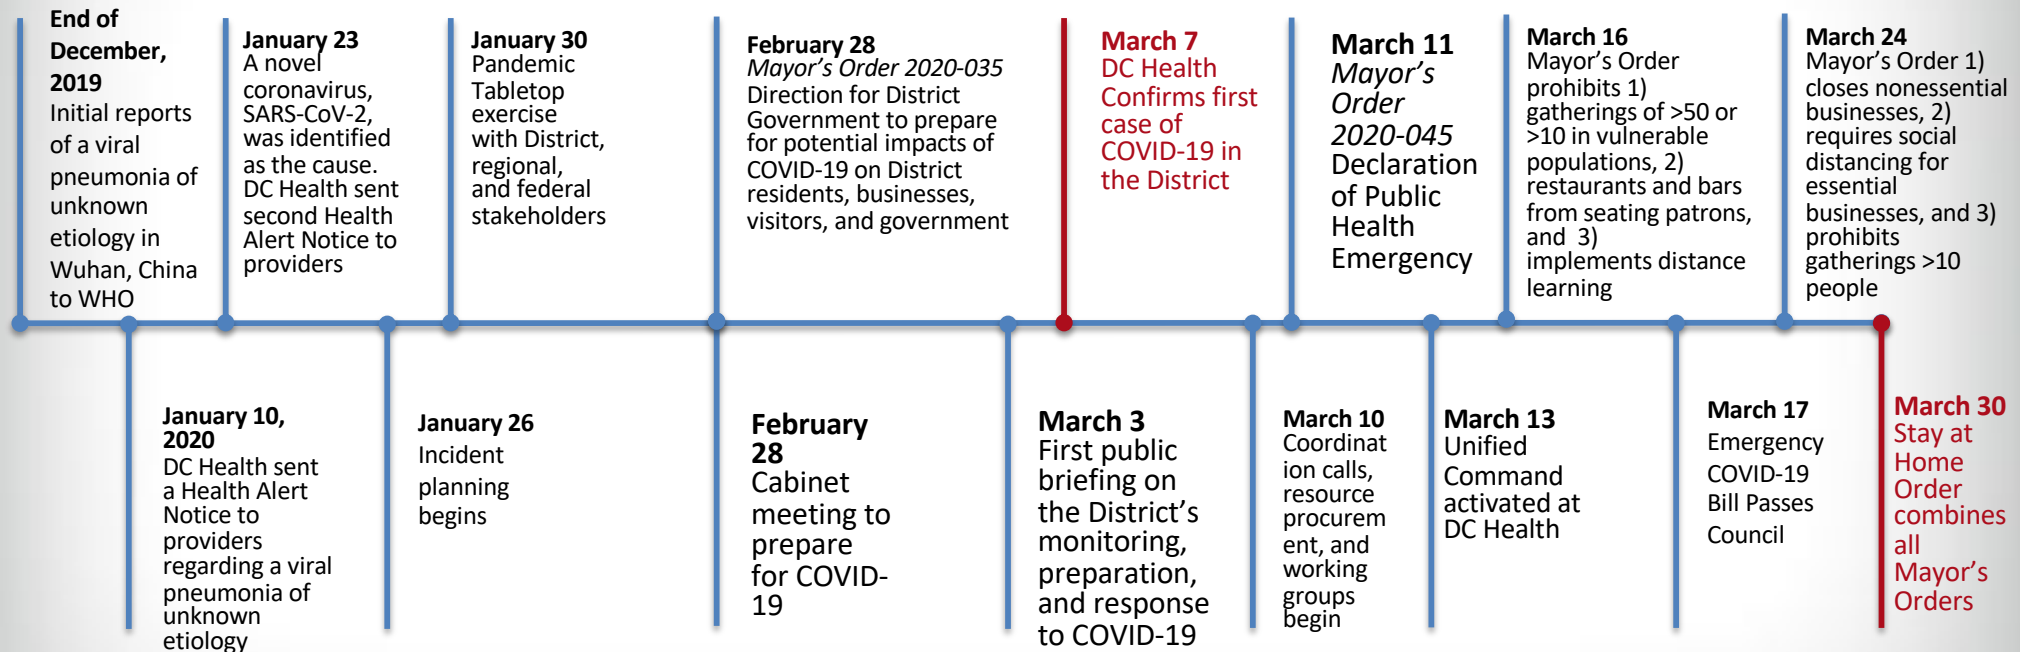 End of
December,
2019
Initial reports
of a viral
pneumonia of
unknown
etiology in
Wuhan, China
to WHO
January 23
A novel
coronavirus,
SARS-CoV-2,
was identified
as the cause.
DC Health sent
second Health
Alert Notice to
providers
January 30
Pandemic
Tabletop
exercise
with District,
regional,
and federal
stakeholders
February 28
Mayor's Order 2020-035
Direction for District
Government to prepare
for potential impacts of
COVID-19 on District
residents, businesses,
visitors, and government
March 7
DC Health
Confirms first
case of
COVID-19 in
the District
March 11
Mayor's
Order
2020-045
Declaration
of Public
Health
Emergency
March 16
Mayor's Order
prohibits 1)
gatherings of >50 or
>10 in vulnerable
populations, 2)
restaurants and bars
from seating patrons,
and 3)
implements distance
learning
March 24
Mayor's Order 1)
closes nonessential
businesses, 2)
requires social
distancing for
essential
businesses, and 3)
prohibits
gatherings >10
people
January 10,
2020
DC Health sent
a Health Alert
Notice to
providers
regarding a viral
pneumonia of
unknown
etiology
January 26
Incident
planning
begins
February
28
Cabinet
meeting to
prepare
for COVID-
19
March 3
First public
briefing on
the District's
monitoring,
preparation,
and response
to COVID-19
March 10
Coordinat
ion calls,
resource
procurem
ent, and
working
groups
begin
March 13
Unified
Command
activated at
DC Health
March 17
Emergency
COVID-19
Bill Passes
Council
March 30
Stay at
Home
Order
combines
all
Mayor's
Orders